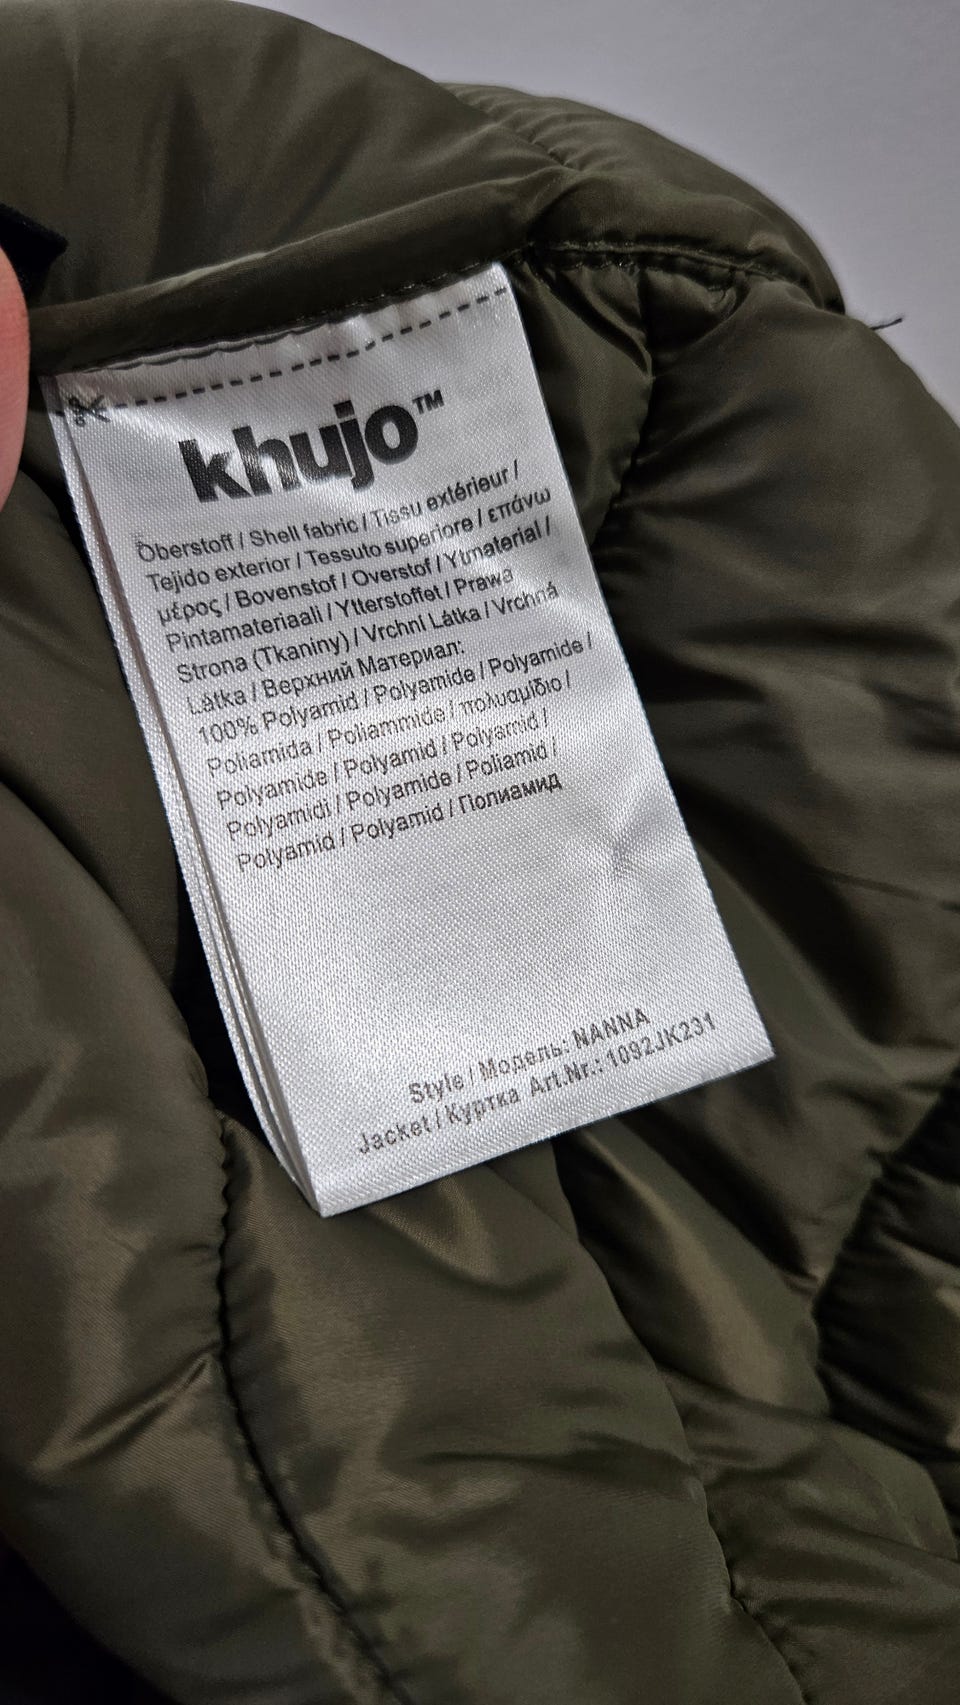 khujo™
Oberstoff / Shell fabric / Tissu extérieur /
Tejido exterior / Tessuto superiore / επάνω
μέρος / Bovenstof / Overstof / Ytmaterial /
Pintamateriaali / Ytterstoffet / Prawa
Strona (Tkaniny) / Vrchní Látka / Vrchná
Látka / Верхний Материал:
100% Polyamid / Polyamide / Polyamide /
Poliamida / Poliammide / πολυαμίδιο /
Polyamide / Polyamid / Polyamid /
Polyamidi / Polyamide / Poliamid /
Polyamid / Polyamid / Полиамид
Style / Модель: NANNA
Jacket / Куртка Art.Nr.: 1092JK231